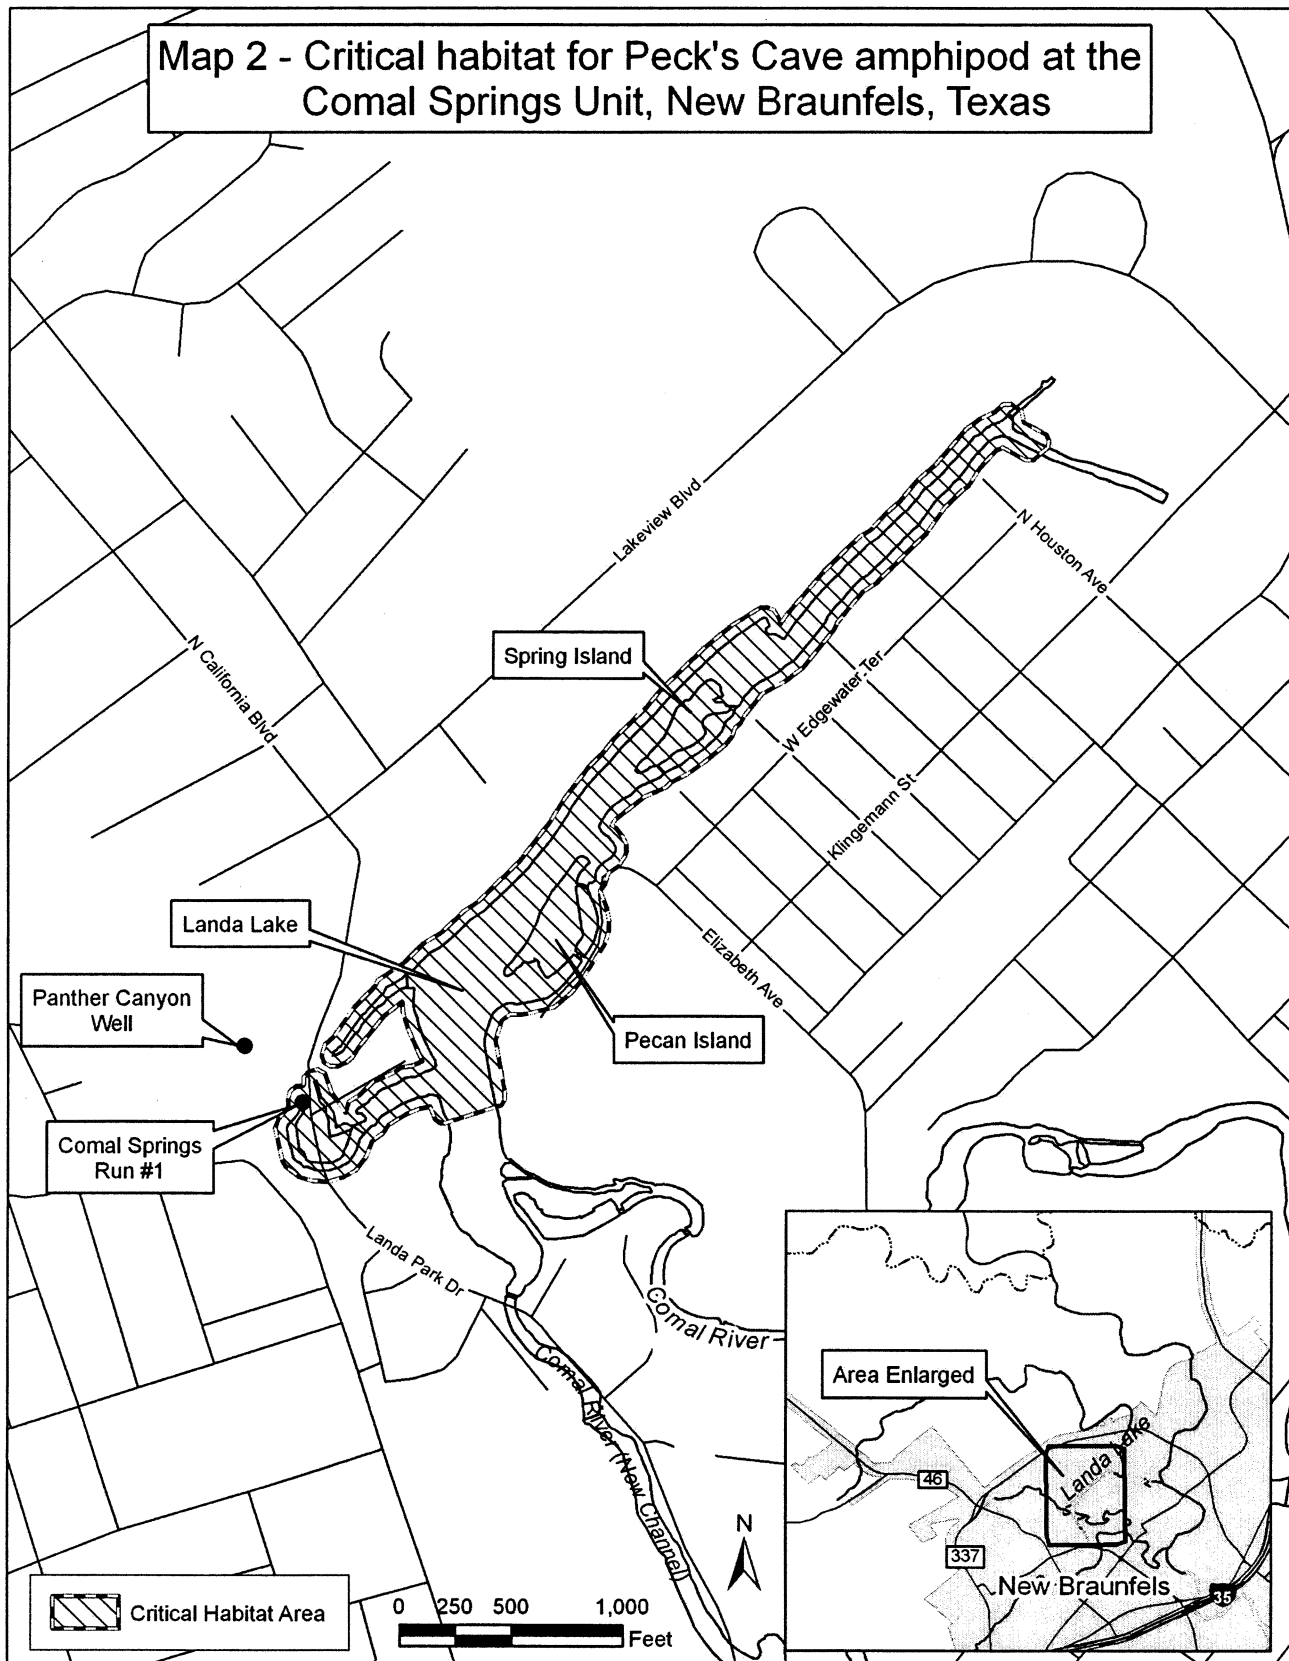 Map 2 - Critical habitat for Peck's Cave amphipod at the
Comal Springs Unit, New Braunfels, Texas
Lakeview Blvd
N Houston Ave
N California Blvd
Spring Island
W Edgewater Ter
Klingemann St
Landa Lake
Elizabeth Ave
Panther Canyon
Well
Pecan Island
Comal Springs
Run #1
Landa Park Dr
Comal River
Comal River (New Channel)
Area Enlarged
Landa Lake
46
337
New Braunfels
35
N
Critical Habitat Area
0 250 500 1,000
Feet